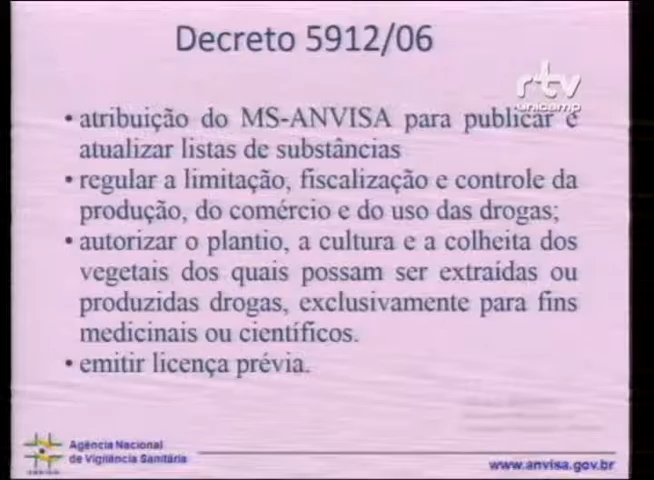 Decreto 5912/06
rtv
unicamp
• atribuição do MS-ANVISA para publicar e
atualizar listas de substâncias
• regular a limitação, fiscalização e controle da
produção, do comércio e do uso das drogas;
• autorizar o plantio, a cultura e a colheita dos
vegetais dos quais possam ser extraídas ou
produzidas drogas, exclusivamente para fins
medicinais ou científicos.
• emitir licença prévia.
Agência Nacional
de Vigilância Sanitária
www.anvisa.gov.br